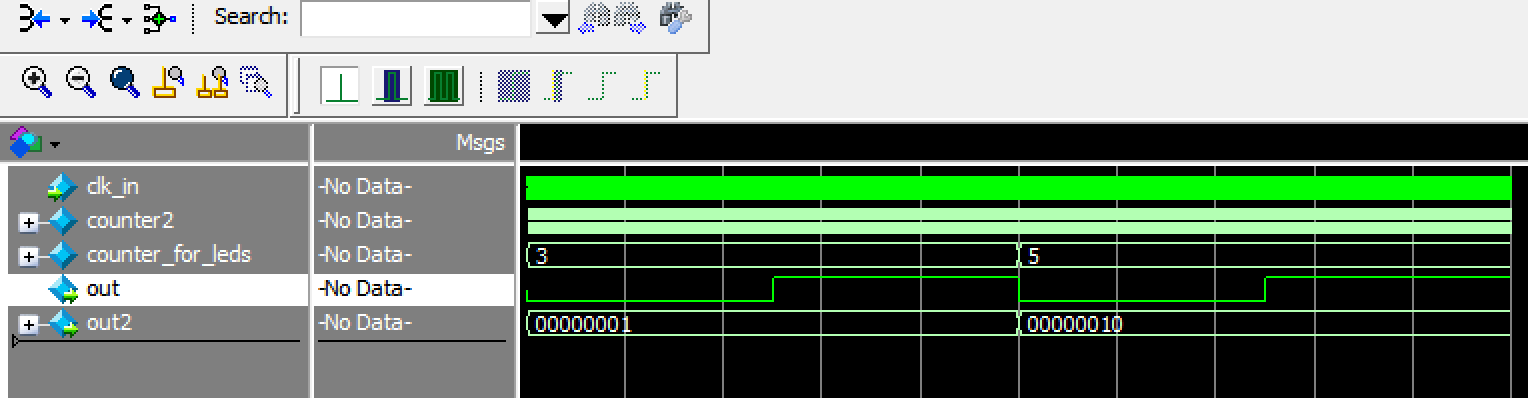 Search:
Msgs
clk_in -No Data-
counter2 -No Data-
counter_for_leds -No Data- 3 5
out -No Data-
out2 -No Data- 00000001 00000010